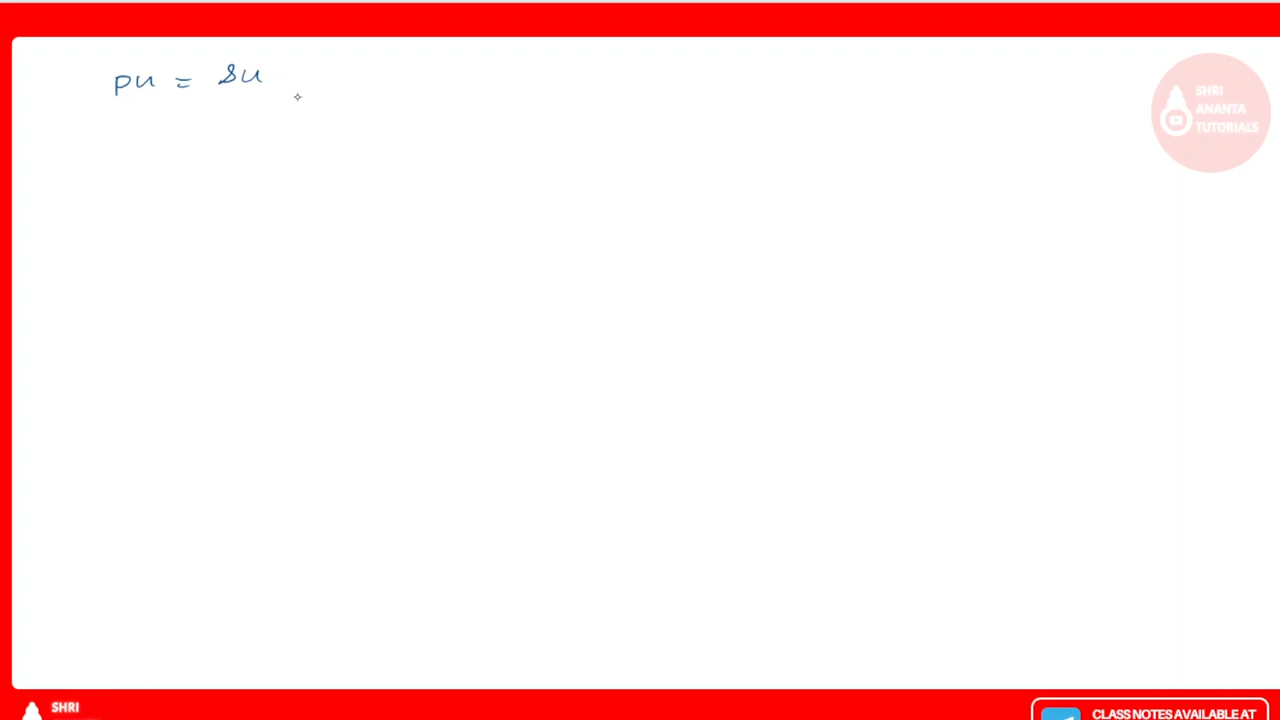 PU = SU
SHRI
ANANTA
TUTORIALS
SHRI
CLASS NOTES AVAILABLE AT